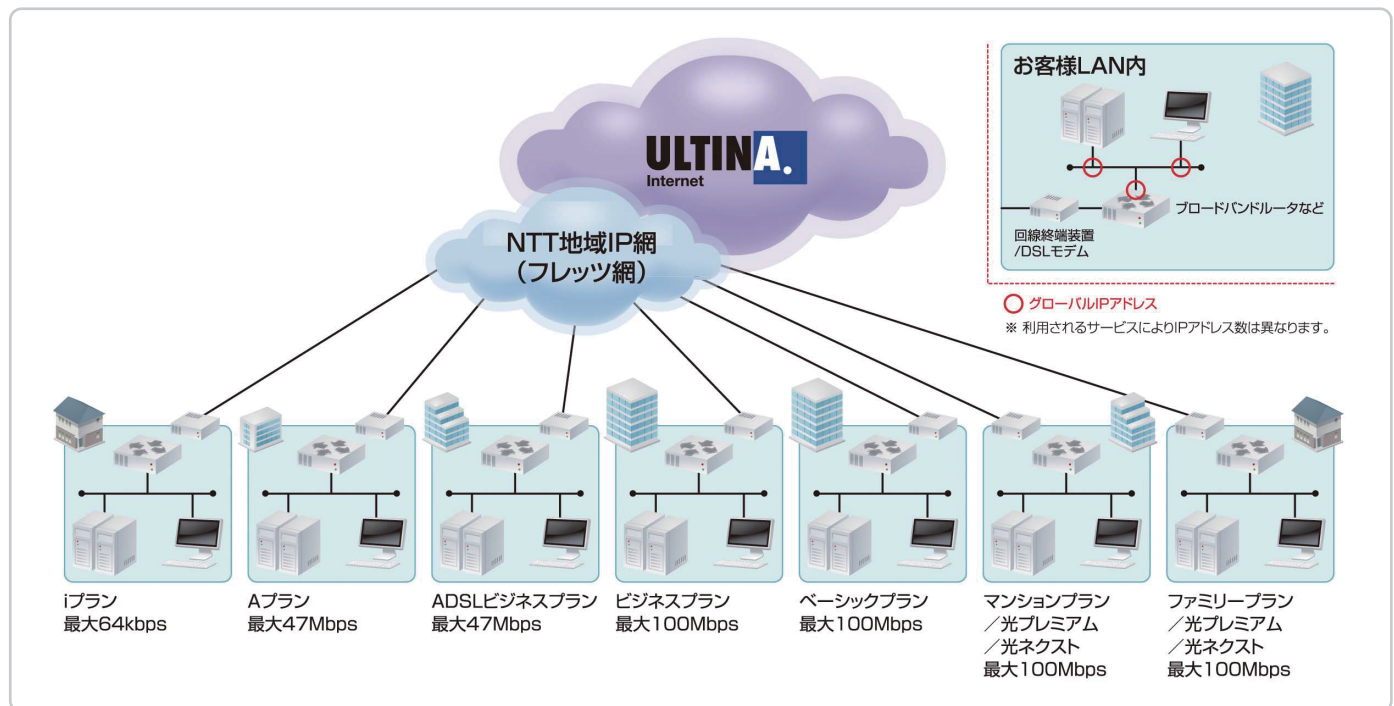 ULTINA.
Internet
NTT地域IP網
（フレッツ網）
お客様LAN内
ブロードバンドルータなど
回線終端装置
/DSLモデム
グローバルIPアドレス
※ 利用されるサービスによりIPアドレス数は異なります。
iプラン
最大64kbps
Aプラン
最大47Mbps
ADSLビジネスプラン
最大47Mbps
ビジネスプラン
最大100Mbps
ベーシックプラン
最大100Mbps
マンションプラン
／光プレミアム
／光ネクスト
最大100Mbps
ファミリープラン
／光プレミアム
／光ネクスト
最大100Mbps